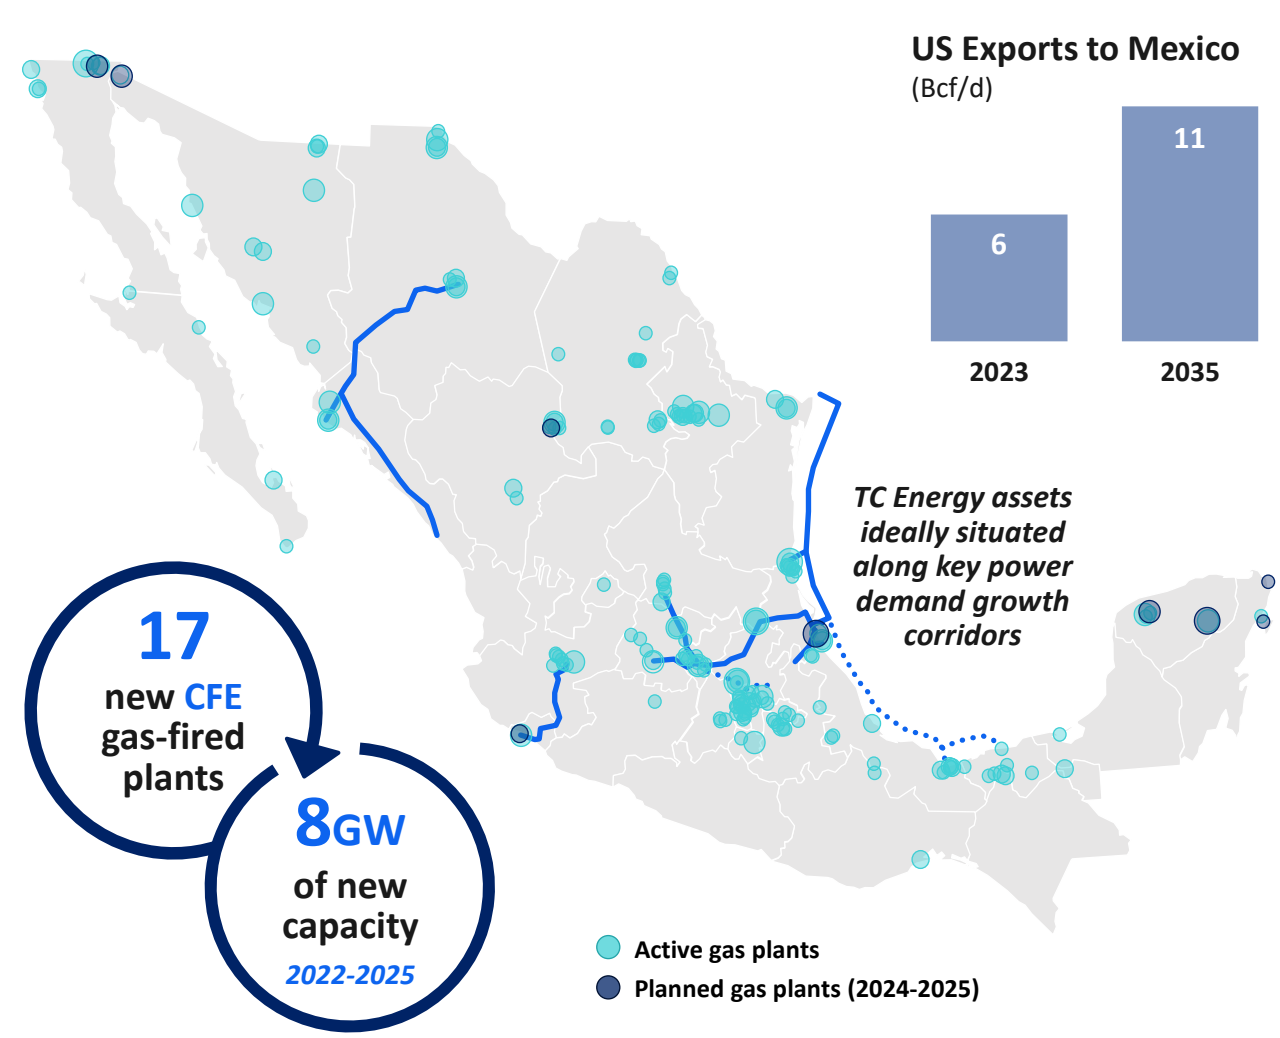 US Exports to Mexico
(Bcf/d)
6
11
2023
2035
TC Energy assets
ideally situated
along key power
demand growth
corridors
17
new CFE
gas-fired
plants
8GW
of new
capacity
2022-2025
Active gas plants
Planned gas plants (2024-2025)